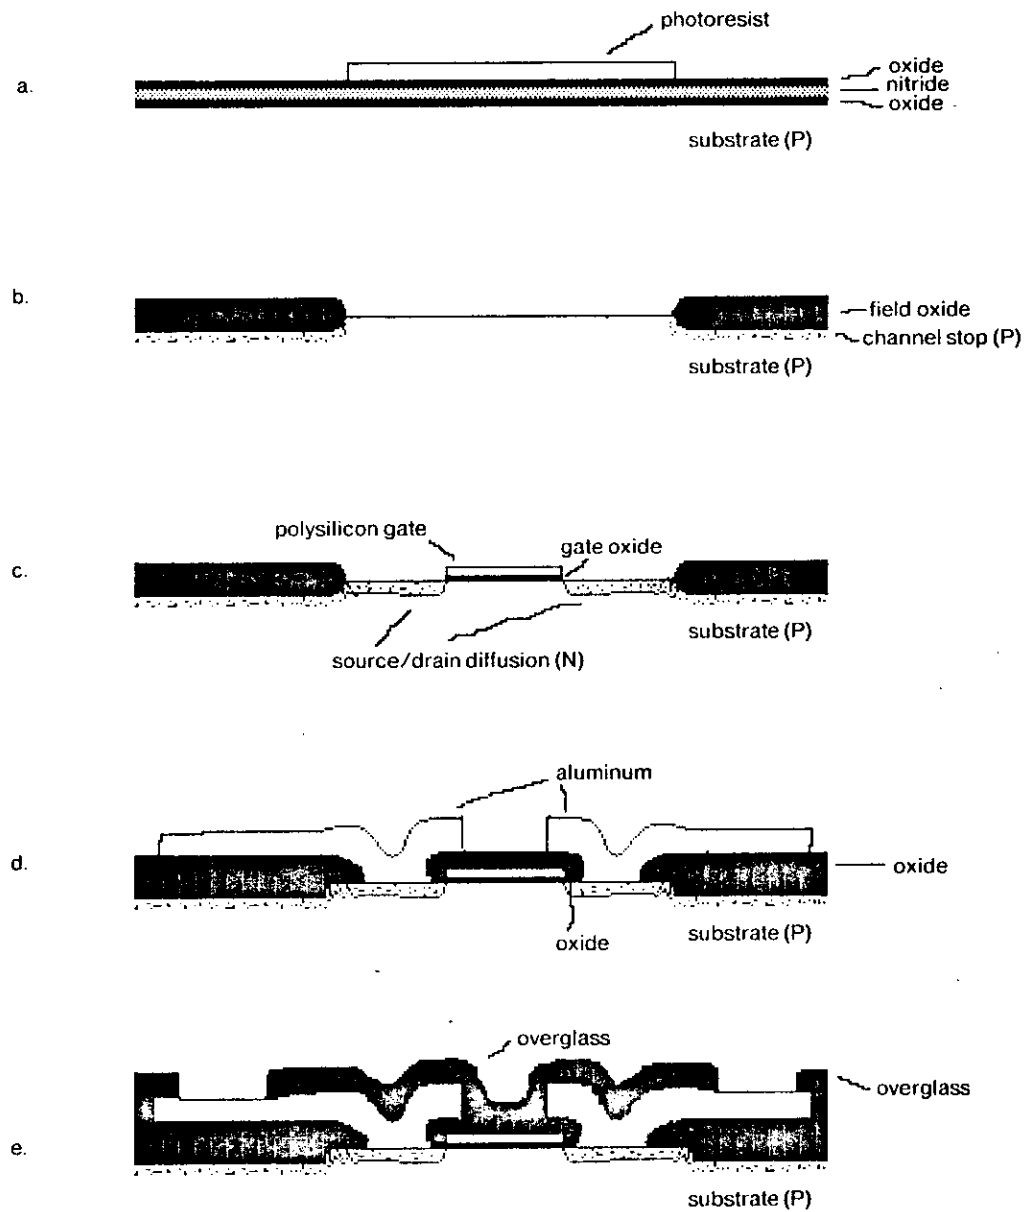 photoresist
a.
oxide
nitride
oxide
substrate (P)
b.
field oxide
channel stop (P)
substrate (P)
polysilicon gate
gate oxide
c.
substrate (P)
source/drain diffusion (N)
aluminum
d.
oxide
substrate (P)
oxide
overglass
overglass
e.
substrate (P)